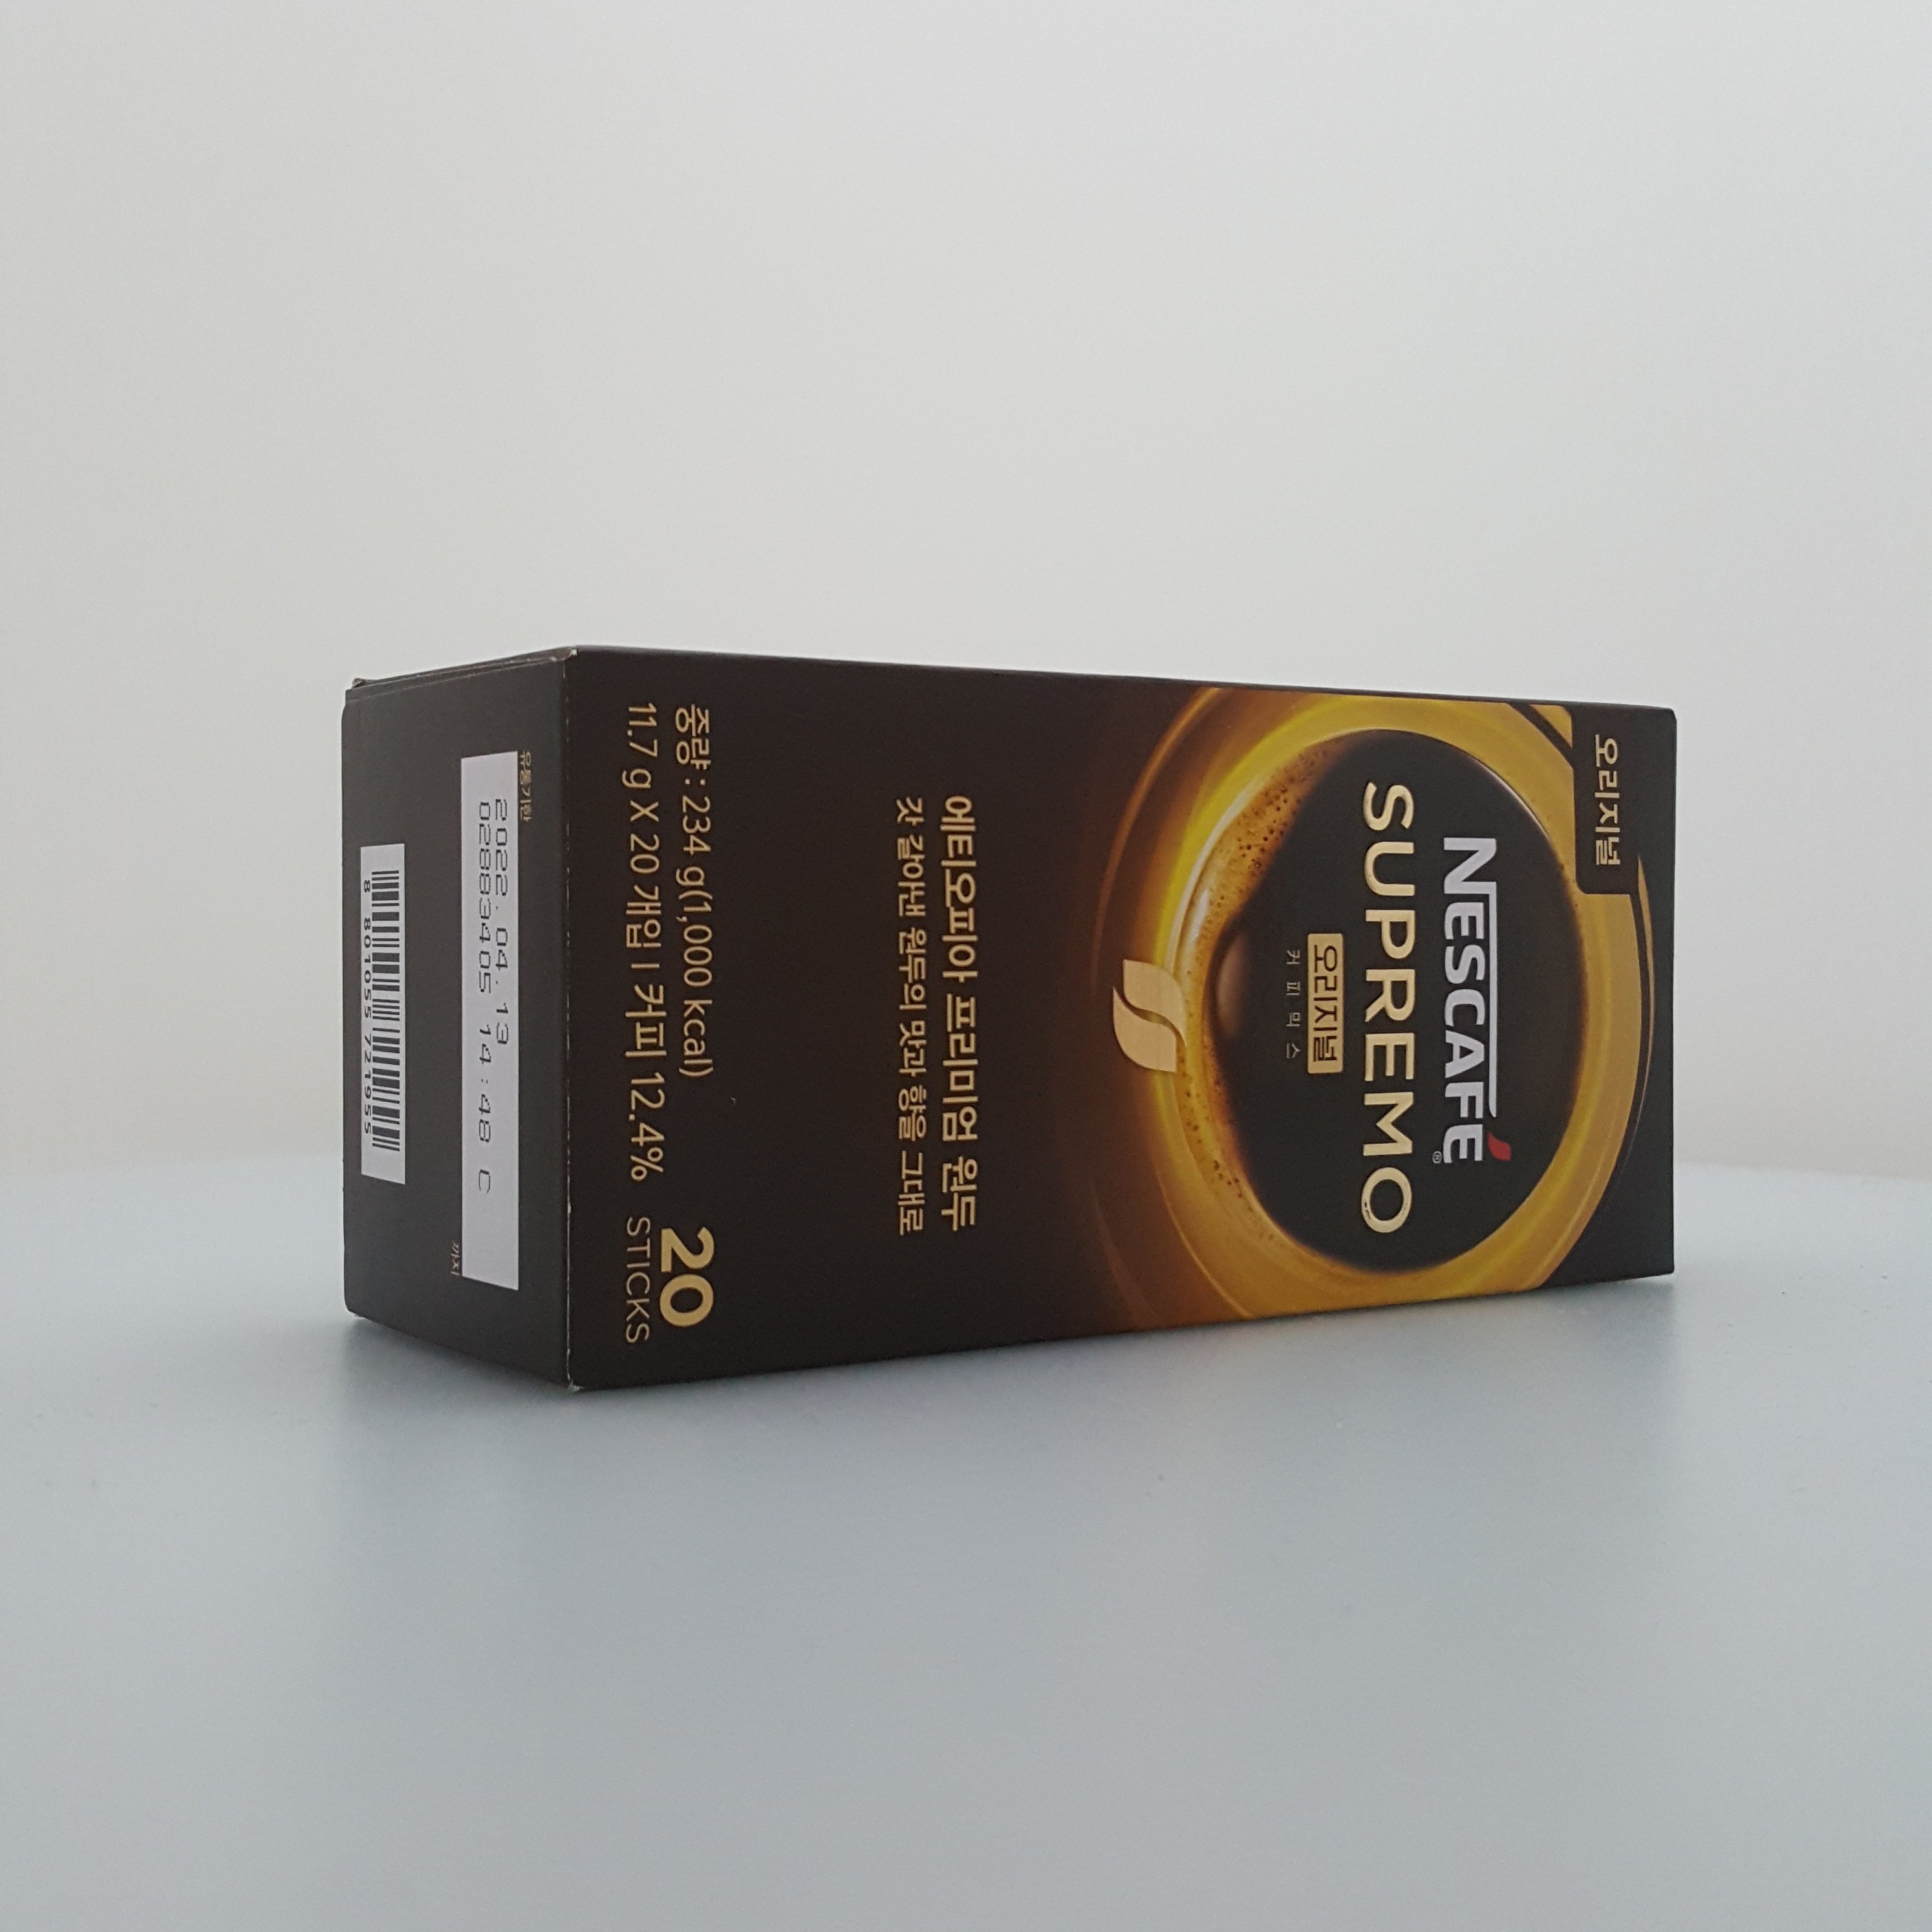 오리지널
NESCAFÉ®
SUPREMO
오리지널
커피믹스
에티오피아 프리미엄 원두
갓 갈아낸 원두의 맛과 향을 그대로
중량 : 234 g(1,000 kcal)
11.7 g X 20 개입 I 커피 12.4%
20
STICKS
유통기한
2022. 04. 13
02883405 14:48 C
까지
8 801055 721955